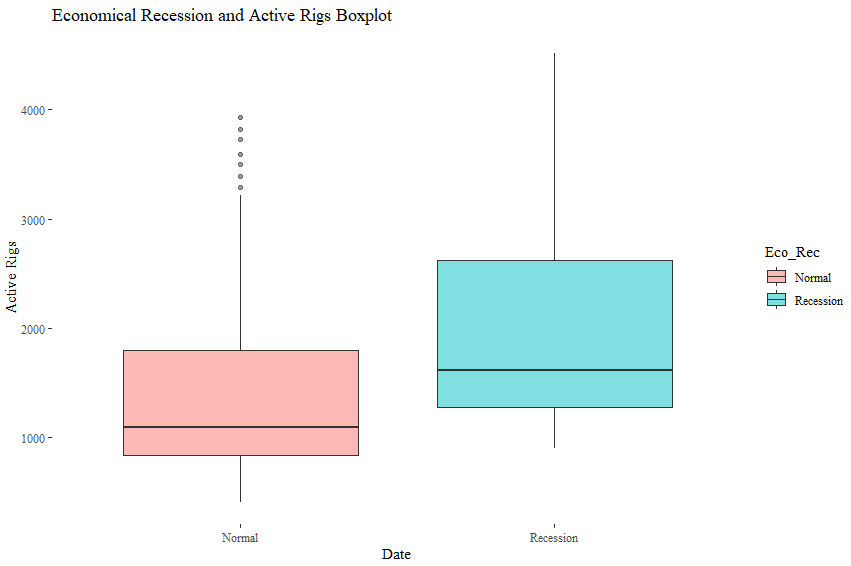 Economical Recession and Active Rigs Boxplot
4000
3000
2000
1000
Active Rigs
Normal
Recession
Date
Eco_Rec
Normal
Recession